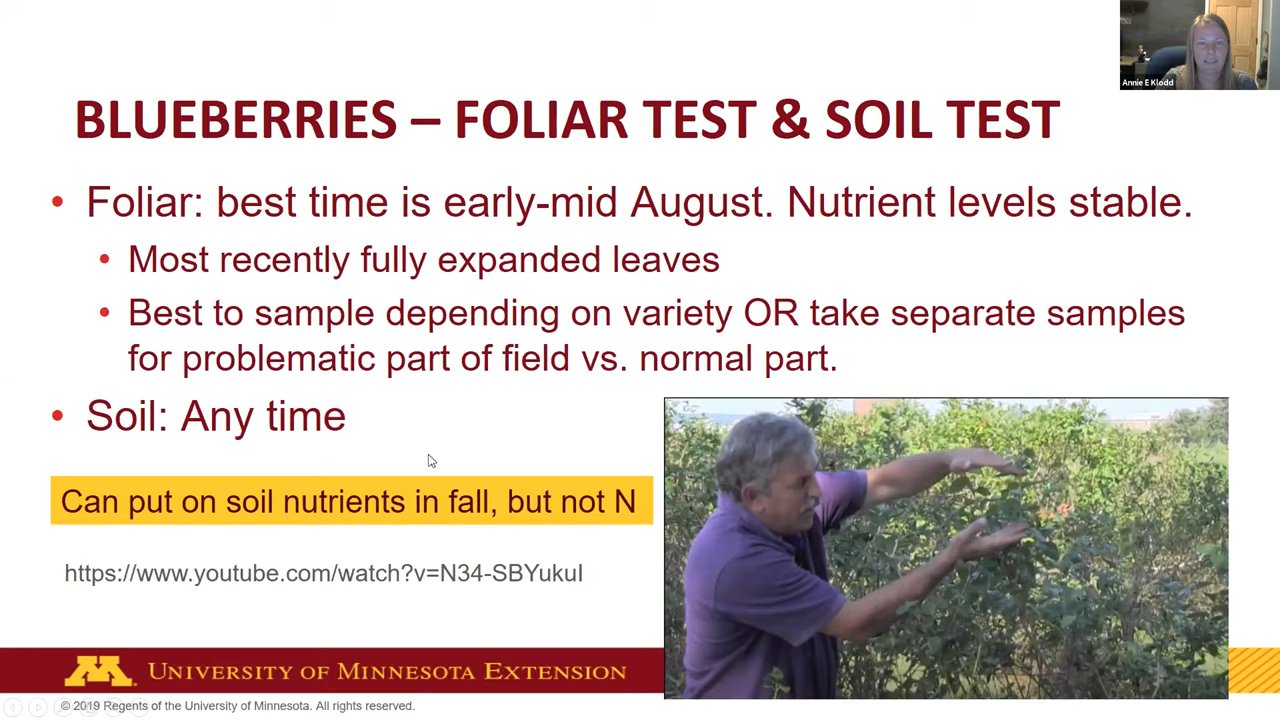 Annie E Klodd
BLUEBERRIES – FOLIAR TEST & SOIL TEST
• Foliar: best time is early-mid August. Nutrient levels stable.
• Most recently fully expanded leaves
• Best to sample depending on variety OR take separate samples
for problematic part of field vs. normal part.
• Soil: Any time
Can put on soil nutrients in fall, but not N
https://www.youtube.com/watch?v=N34-SBYukuI
M UNIVERSITY OF MINNESOTA EXTENSION
© 2019 Regents of the University of Minnesota. All rights reserved.